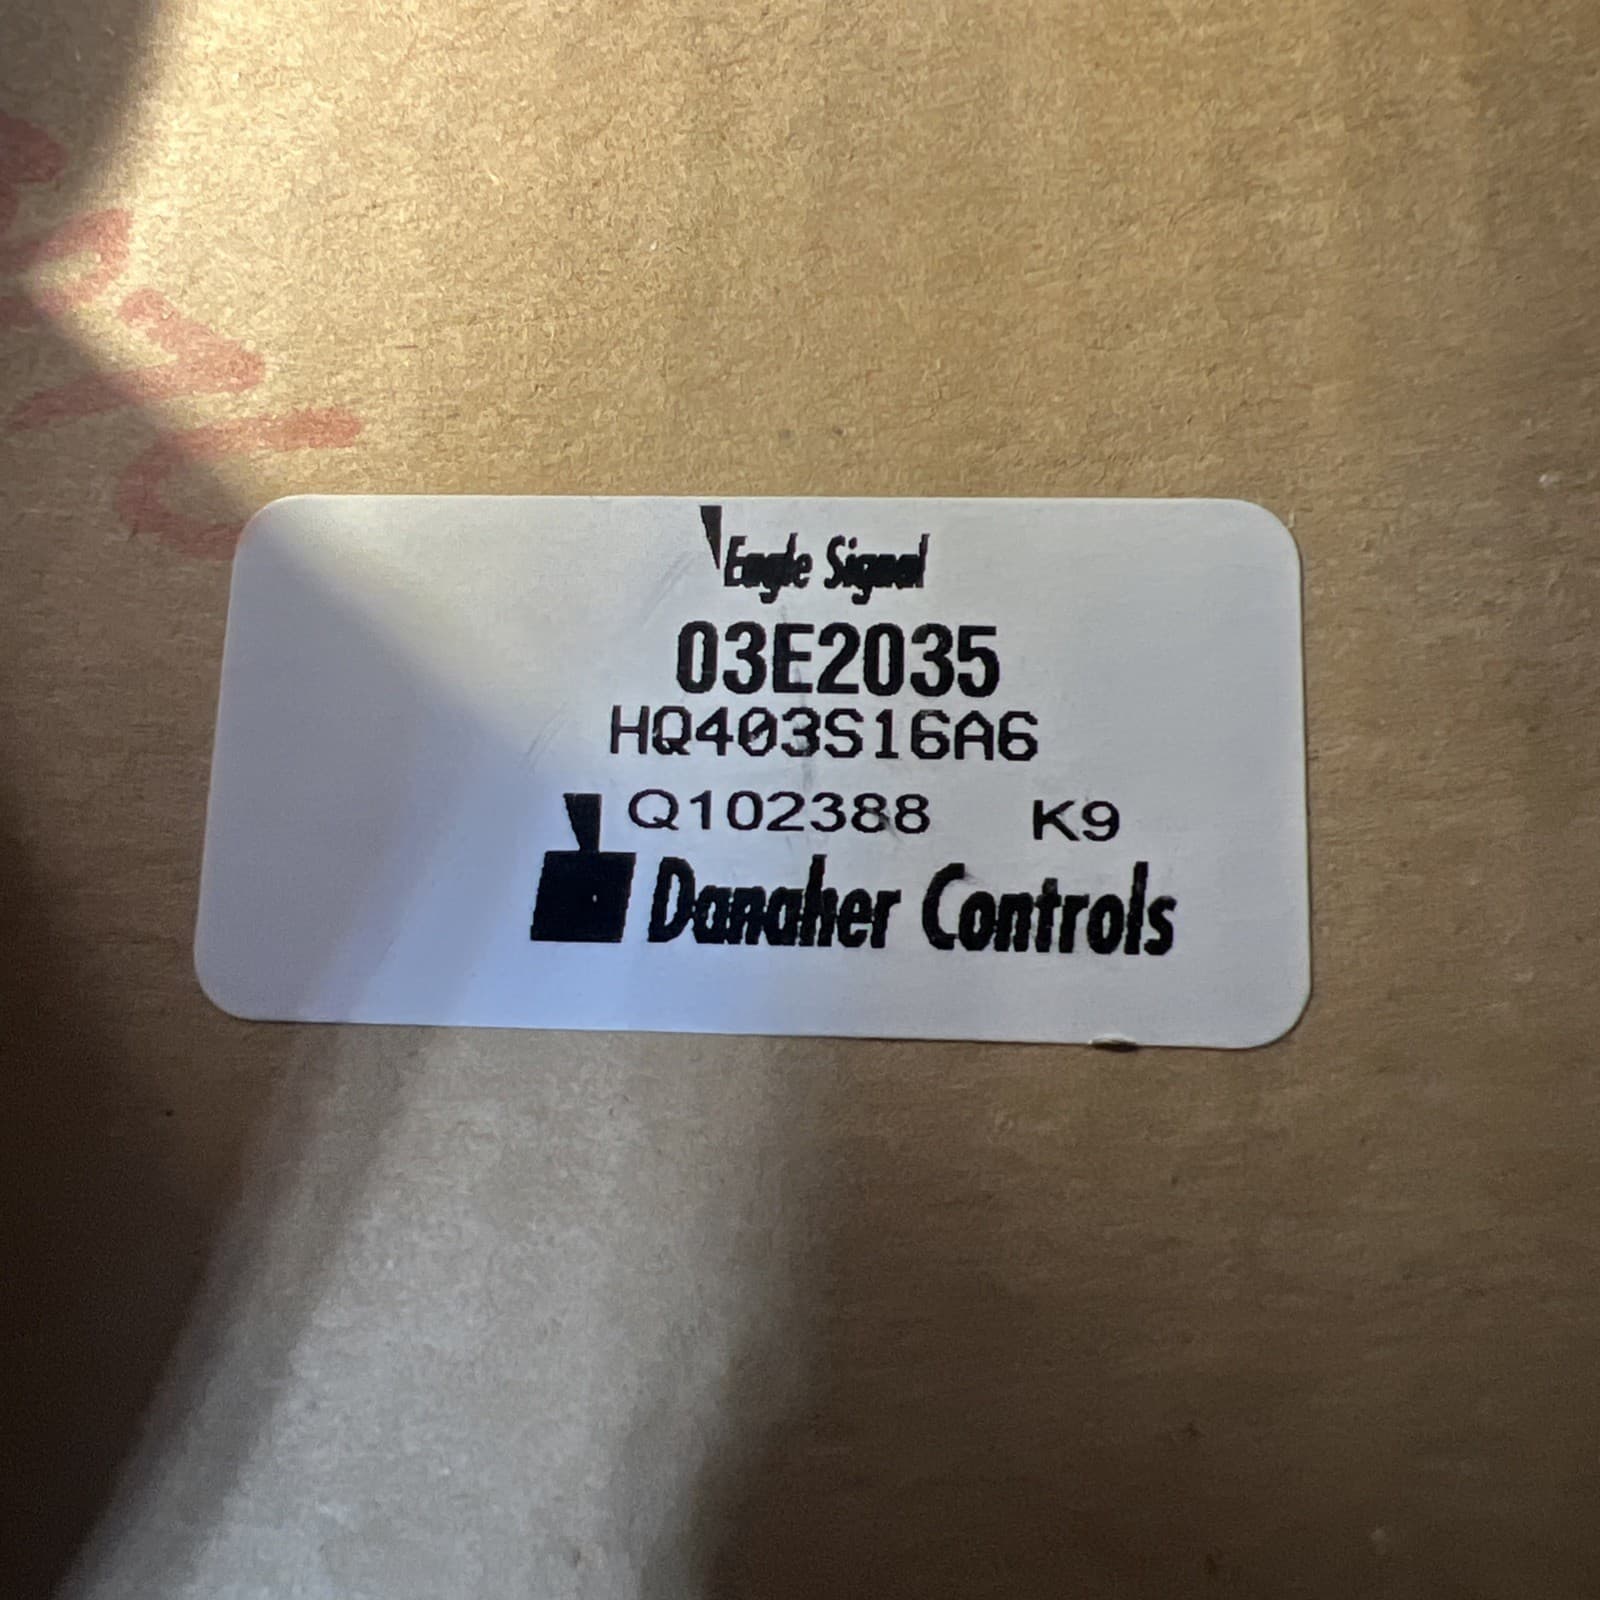 Eagle Signal
03E2035
HQ403S16A6
Q102388 K9
Danaher Controls